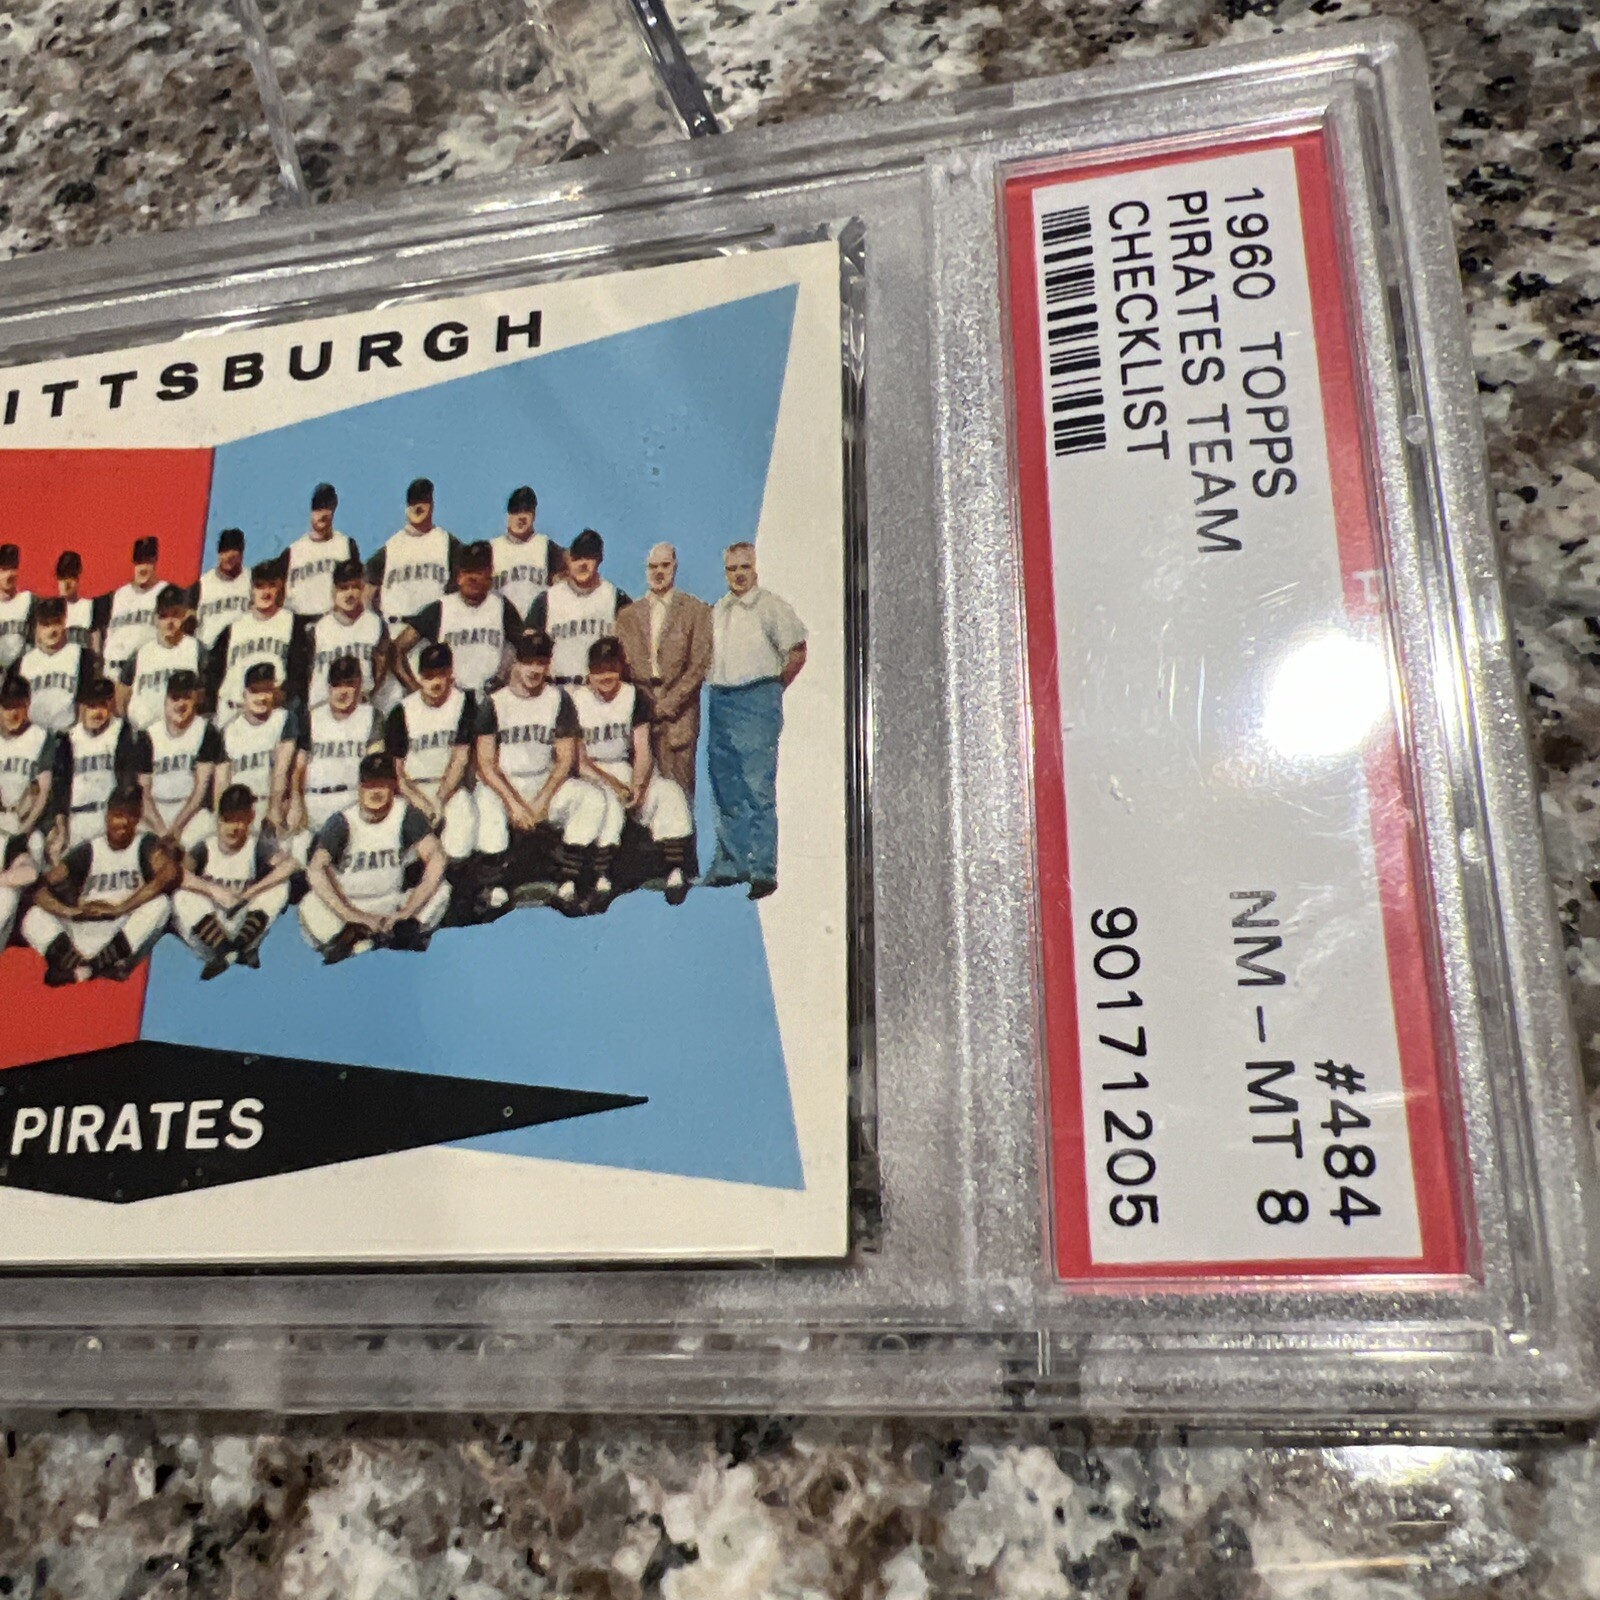 ITTSBURGH
PIRATES
1960 TOPPS
#484
PIRATES TEAM
NM-MT 8
CHECKLIST
90171205